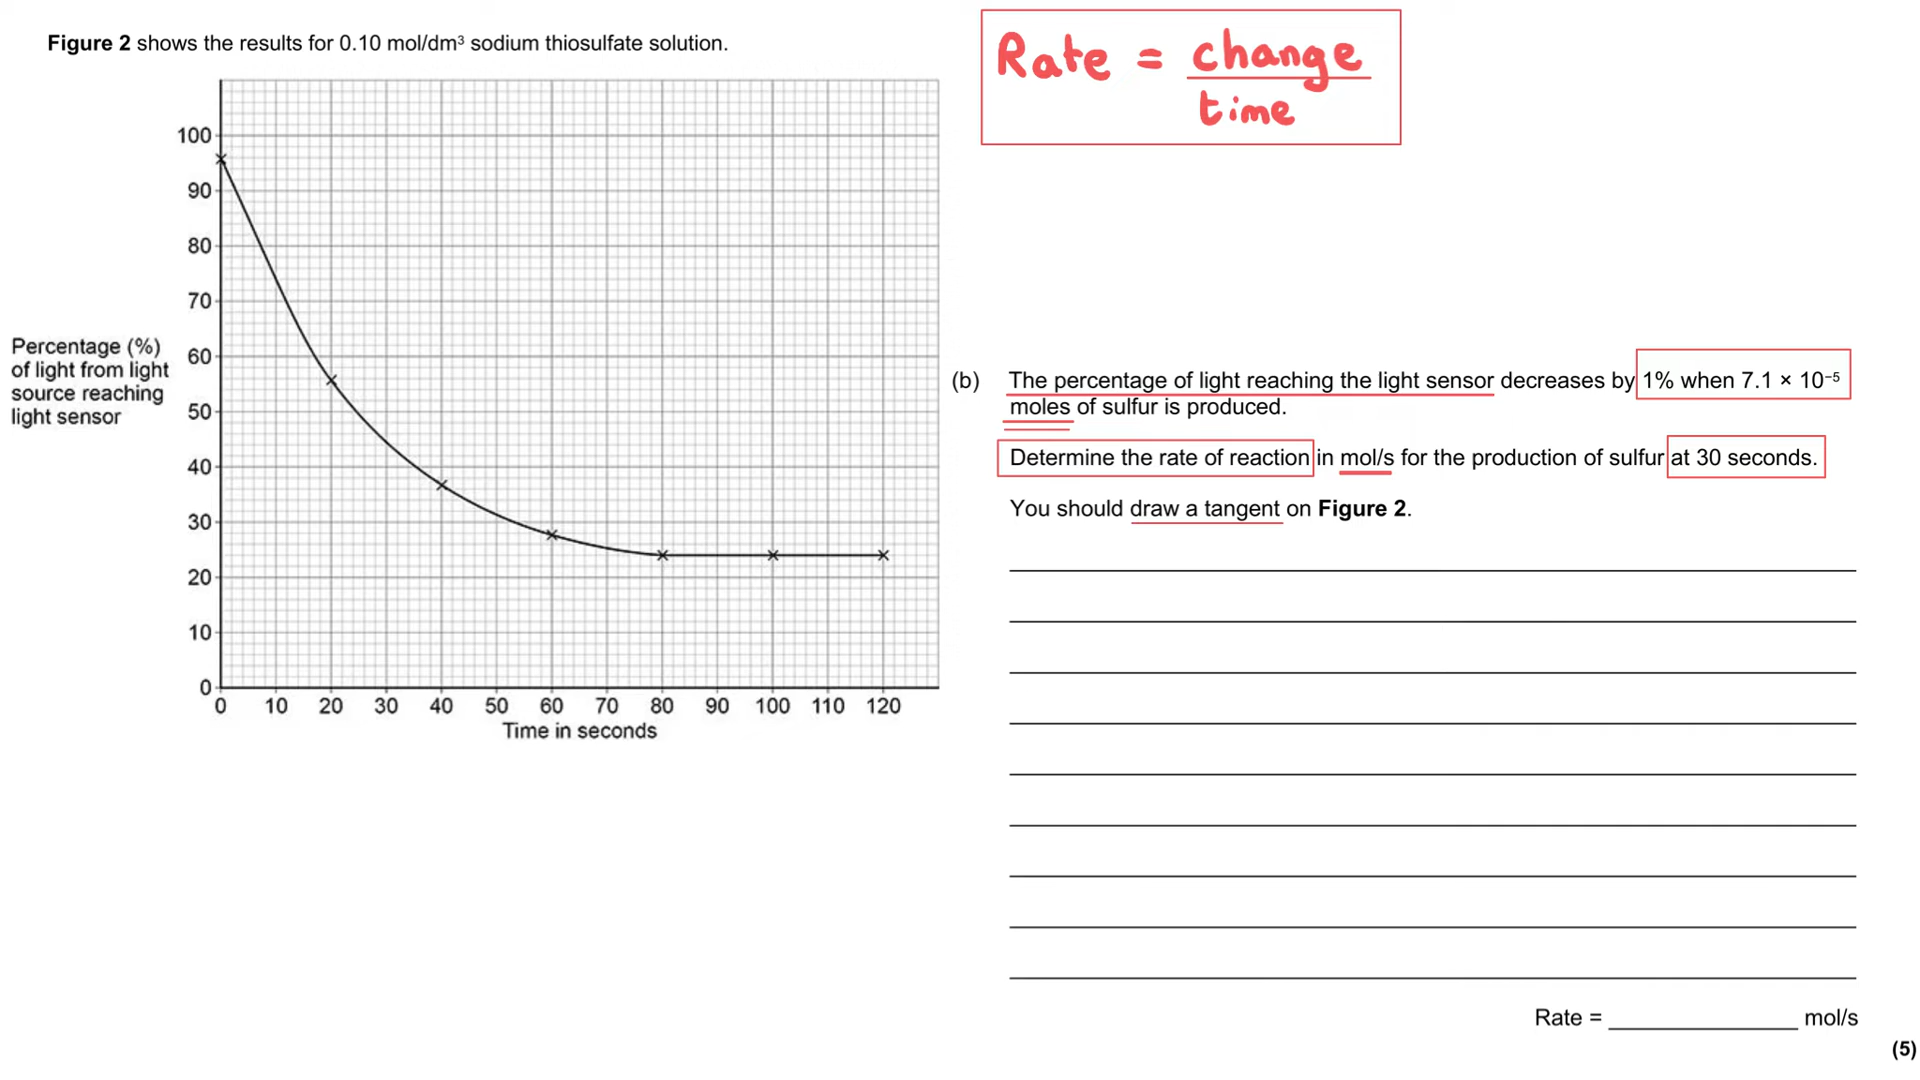 Figure 2 shows the results for 0.10 mol/dm³ sodium thiosulfate solution.
Rate = change
time
100
90
80
70
60
50
40
30
20
10
0
Percentage (%)
of light from light
source reaching
light sensor
0 10 20 30 40 50 60 70 80 90 100 110 120
Time in seconds
(b) The percentage of light reaching the light sensor decreases by 1% when 7.1 × 10⁻⁵
moles of sulfur is produced.
Determine the rate of reaction in mol/s for the production of sulfur at 30 seconds.
You should draw a tangent on Figure 2.
Rate = ________________ mol/s
(5)